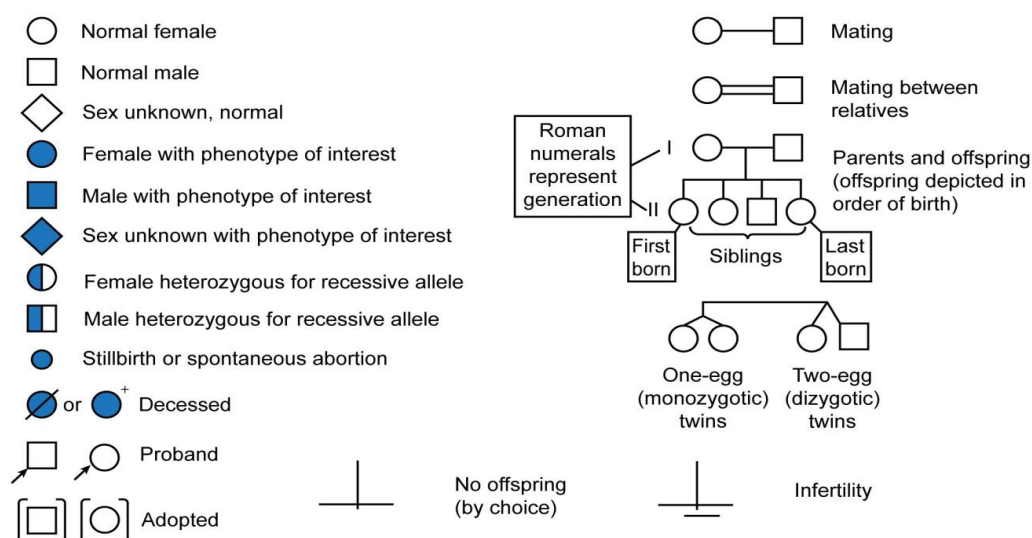 Normal female
Normal male
Sex unknown, normal
Female with phenotype of interest
Male with phenotype of interest
Sex unknown with phenotype of interest
Female heterozygous for recessive allele
Male heterozygous for recessive allele
Stillbirth or spontaneous abortion
or + Decessed
Proband
Adopted
No offspring
(by choice)
Mating
Mating between
relatives
Roman
numerals
represent
generation
I
II
Parents and offspring
(offspring depicted in
order of birth)
First
born
Siblings
Last
born
One-egg
(monozygotic)
twins
Two-egg
(dizygotic)
twins
Infertility